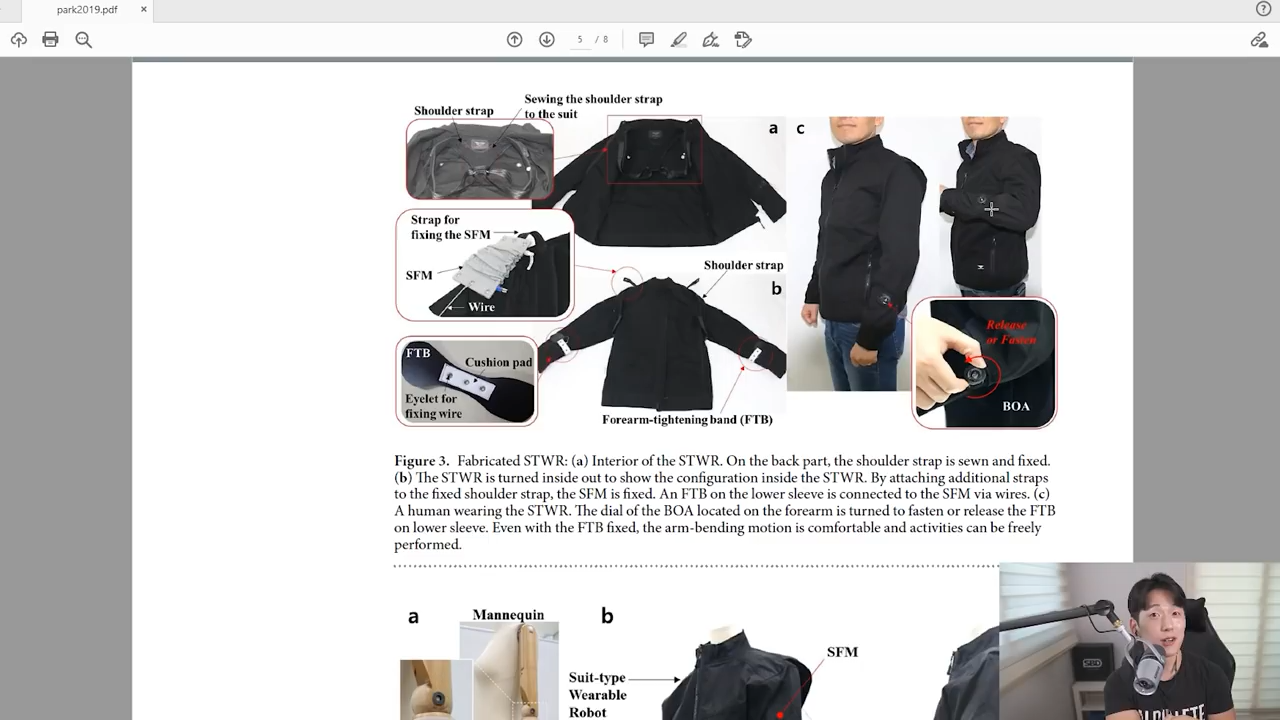 park2019.pdf
5 / 8
Shoulder strap
Sewing the shoulder strap
to the suit
a
c
Strap for
fixing the SFM
SFM
Wire
Shoulder strap
b
FTB
Cushion pad
Eyelet for
fixing wire
Forearm-tightening band (FTB)
Release
or Fasten
BOA
Figure 3. Fabricated STWR: (a) Interior of the STWR. On the back part, the shoulder strap is sewn and fixed.
(b) The STWR is turned inside out to show the configuration inside the STWR. By attaching additional straps
to the fixed shoulder strap, the SFM is fixed. An FTB on the lower sleeve is connected to the SFM via wires. (c)
A human wearing the STWR. The dial of the BOA located on the forearm is turned to fasten or release the FTB
on lower sleeve. Even with the FTB fixed, the arm-bending motion is comfortable and activities can be freely
performed.
a
Mannequin
b
SFM
Suit-type
Wearable
Robot